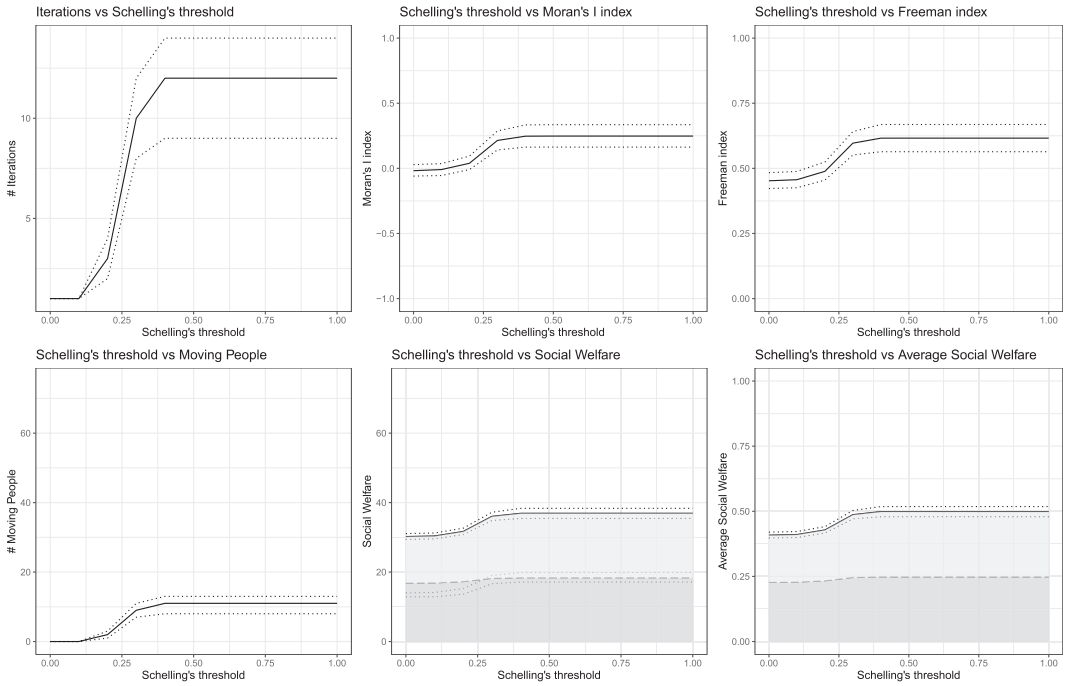 Iterations vs Schelling's threshold
# Iterations
10
5
0.00 0.25 0.50 0.75 1.00
Schelling's threshold
Schelling's threshold vs Moran's I index
Moran's I index
1.0
0.5
0.0
−0.5
−1.0
0.00 0.25 0.50 0.75 1.00
Schelling's threshold
Schelling's threshold vs Freeman index
Freeman index
1.00
0.75
0.50
0.25
0.00
0.00 0.25 0.50 0.75 1.00
Schelling's threshold
Schelling's threshold vs Moving People
# Moving People
60
40
20
0
0.00 0.25 0.50 0.75 1.00
Schelling's threshold
Schelling's threshold vs Social Welfare
Social Welfare
60
40
20
0
0.00 0.25 0.50 0.75 1.00
Schelling's threshold
Schelling's threshold vs Average Social Welfare
Average Social Welfare
1.00
0.75
0.50
0.25
0.00
0.00 0.25 0.50 0.75 1.00
Schelling's threshold